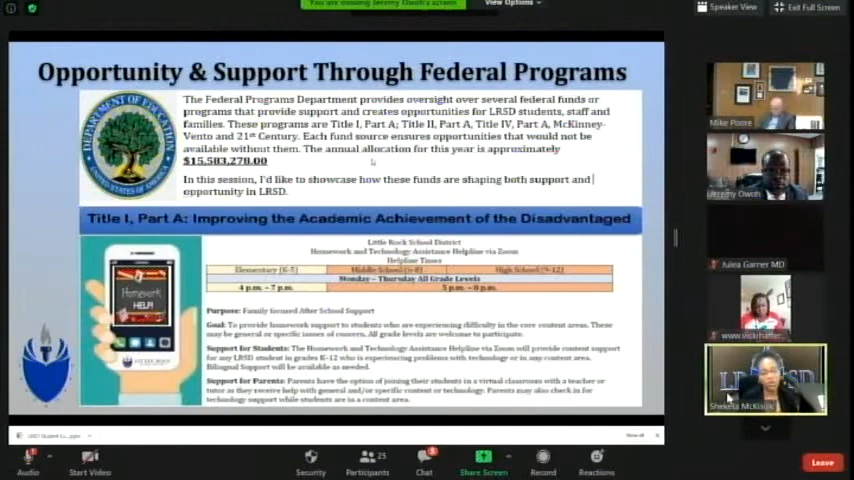 You are viewing Jeremy Owoh's screen
View Options
Speaker View
Exit Full Screen
Opportunity & Support Through Federal Programs
The Federal Programs Department provides oversight over several federal funds or
programs that provide support and creates opportunities for LRSD students, staff and
families. These programs are Title I, Part A; Title II, Part A, Title IV, Part A, McKinney-
Vento and 21st Century. Each fund source ensures opportunities that would not be
available without them. The annual allocation for this year is approximately
$15,583,278.00
In this session, I'd like to showcase how these funds are shaping both support and
opportunity in LRSD.
DEPARTMENT OF EDUCATION
UNITED STATES OF AMERICA
Title I, Part A: Improving the Academic Achievement of the Disadvantaged
Little Rock School District
Homework and Technology Assistance Helpline via Zoom
Helpline Times
Elementary (K-5) Middle School (6-8) High School (9-12)
Monday – Thursday All Grade Levels
4 p.m. – 7 p.m. 5 p.m. – 8 p.m.
Homework
HELP!
Purpose: Family focused After School Support
Goal: To provide homework support to students who are experiencing difficulty in the core content areas. These
may be general or specific issues of concern. All grade levels are welcome to participate.
Support for Students: The Homework and Technology Assistance Helpline via Zoom will provide content support
for any LRSD student in grades K-12 who is experiencing problems with technology or in any content area.
Bilingual Support will be available as needed.
Support for Parents: Parents have the option of joining their students in a virtual classroom with a teacher or
tutor as they receive help with general and/or specific content or technology. Parents may also check in for
technology support while students are in a content area.
Mike Poore
Jeremy Owoh
Julea Garner MD
Sheketa McKisick
Audio
Start Video
Security
Participants
25
Chat
Share Screen
Record
Reactions
Leave